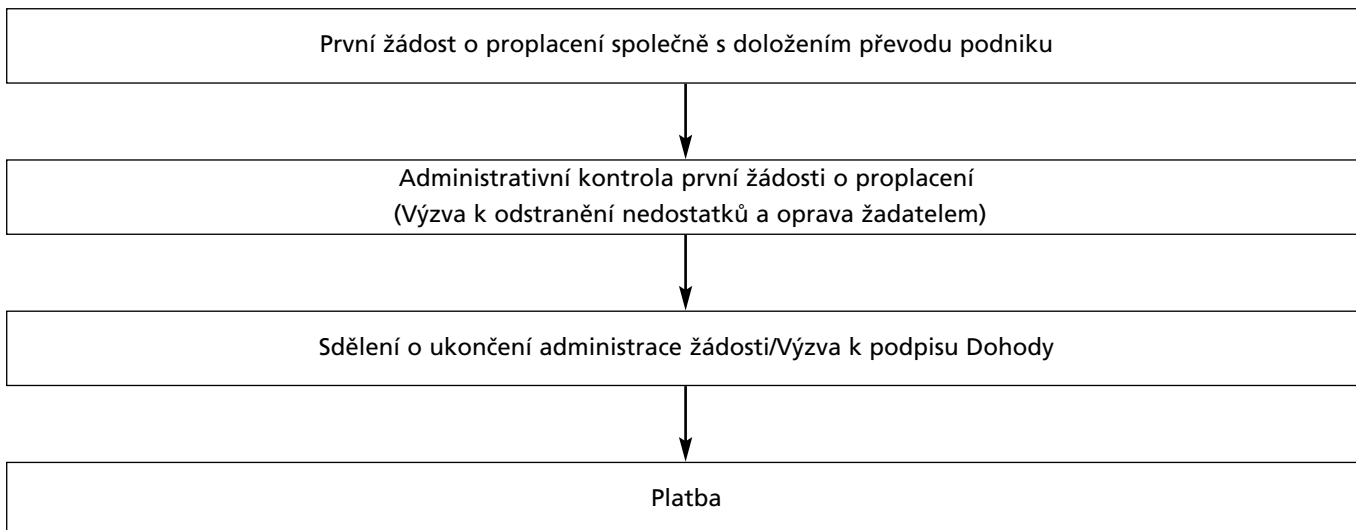 První žádost o proplacení společně s doložením převodu podniku
Administrativní kontrola první žádosti o proplacení
(Výzva k odstranění nedostatků a oprava žadatelem)
Sdělení o ukončení administrace žádosti/Výzva k podpisu Dohody
Platba